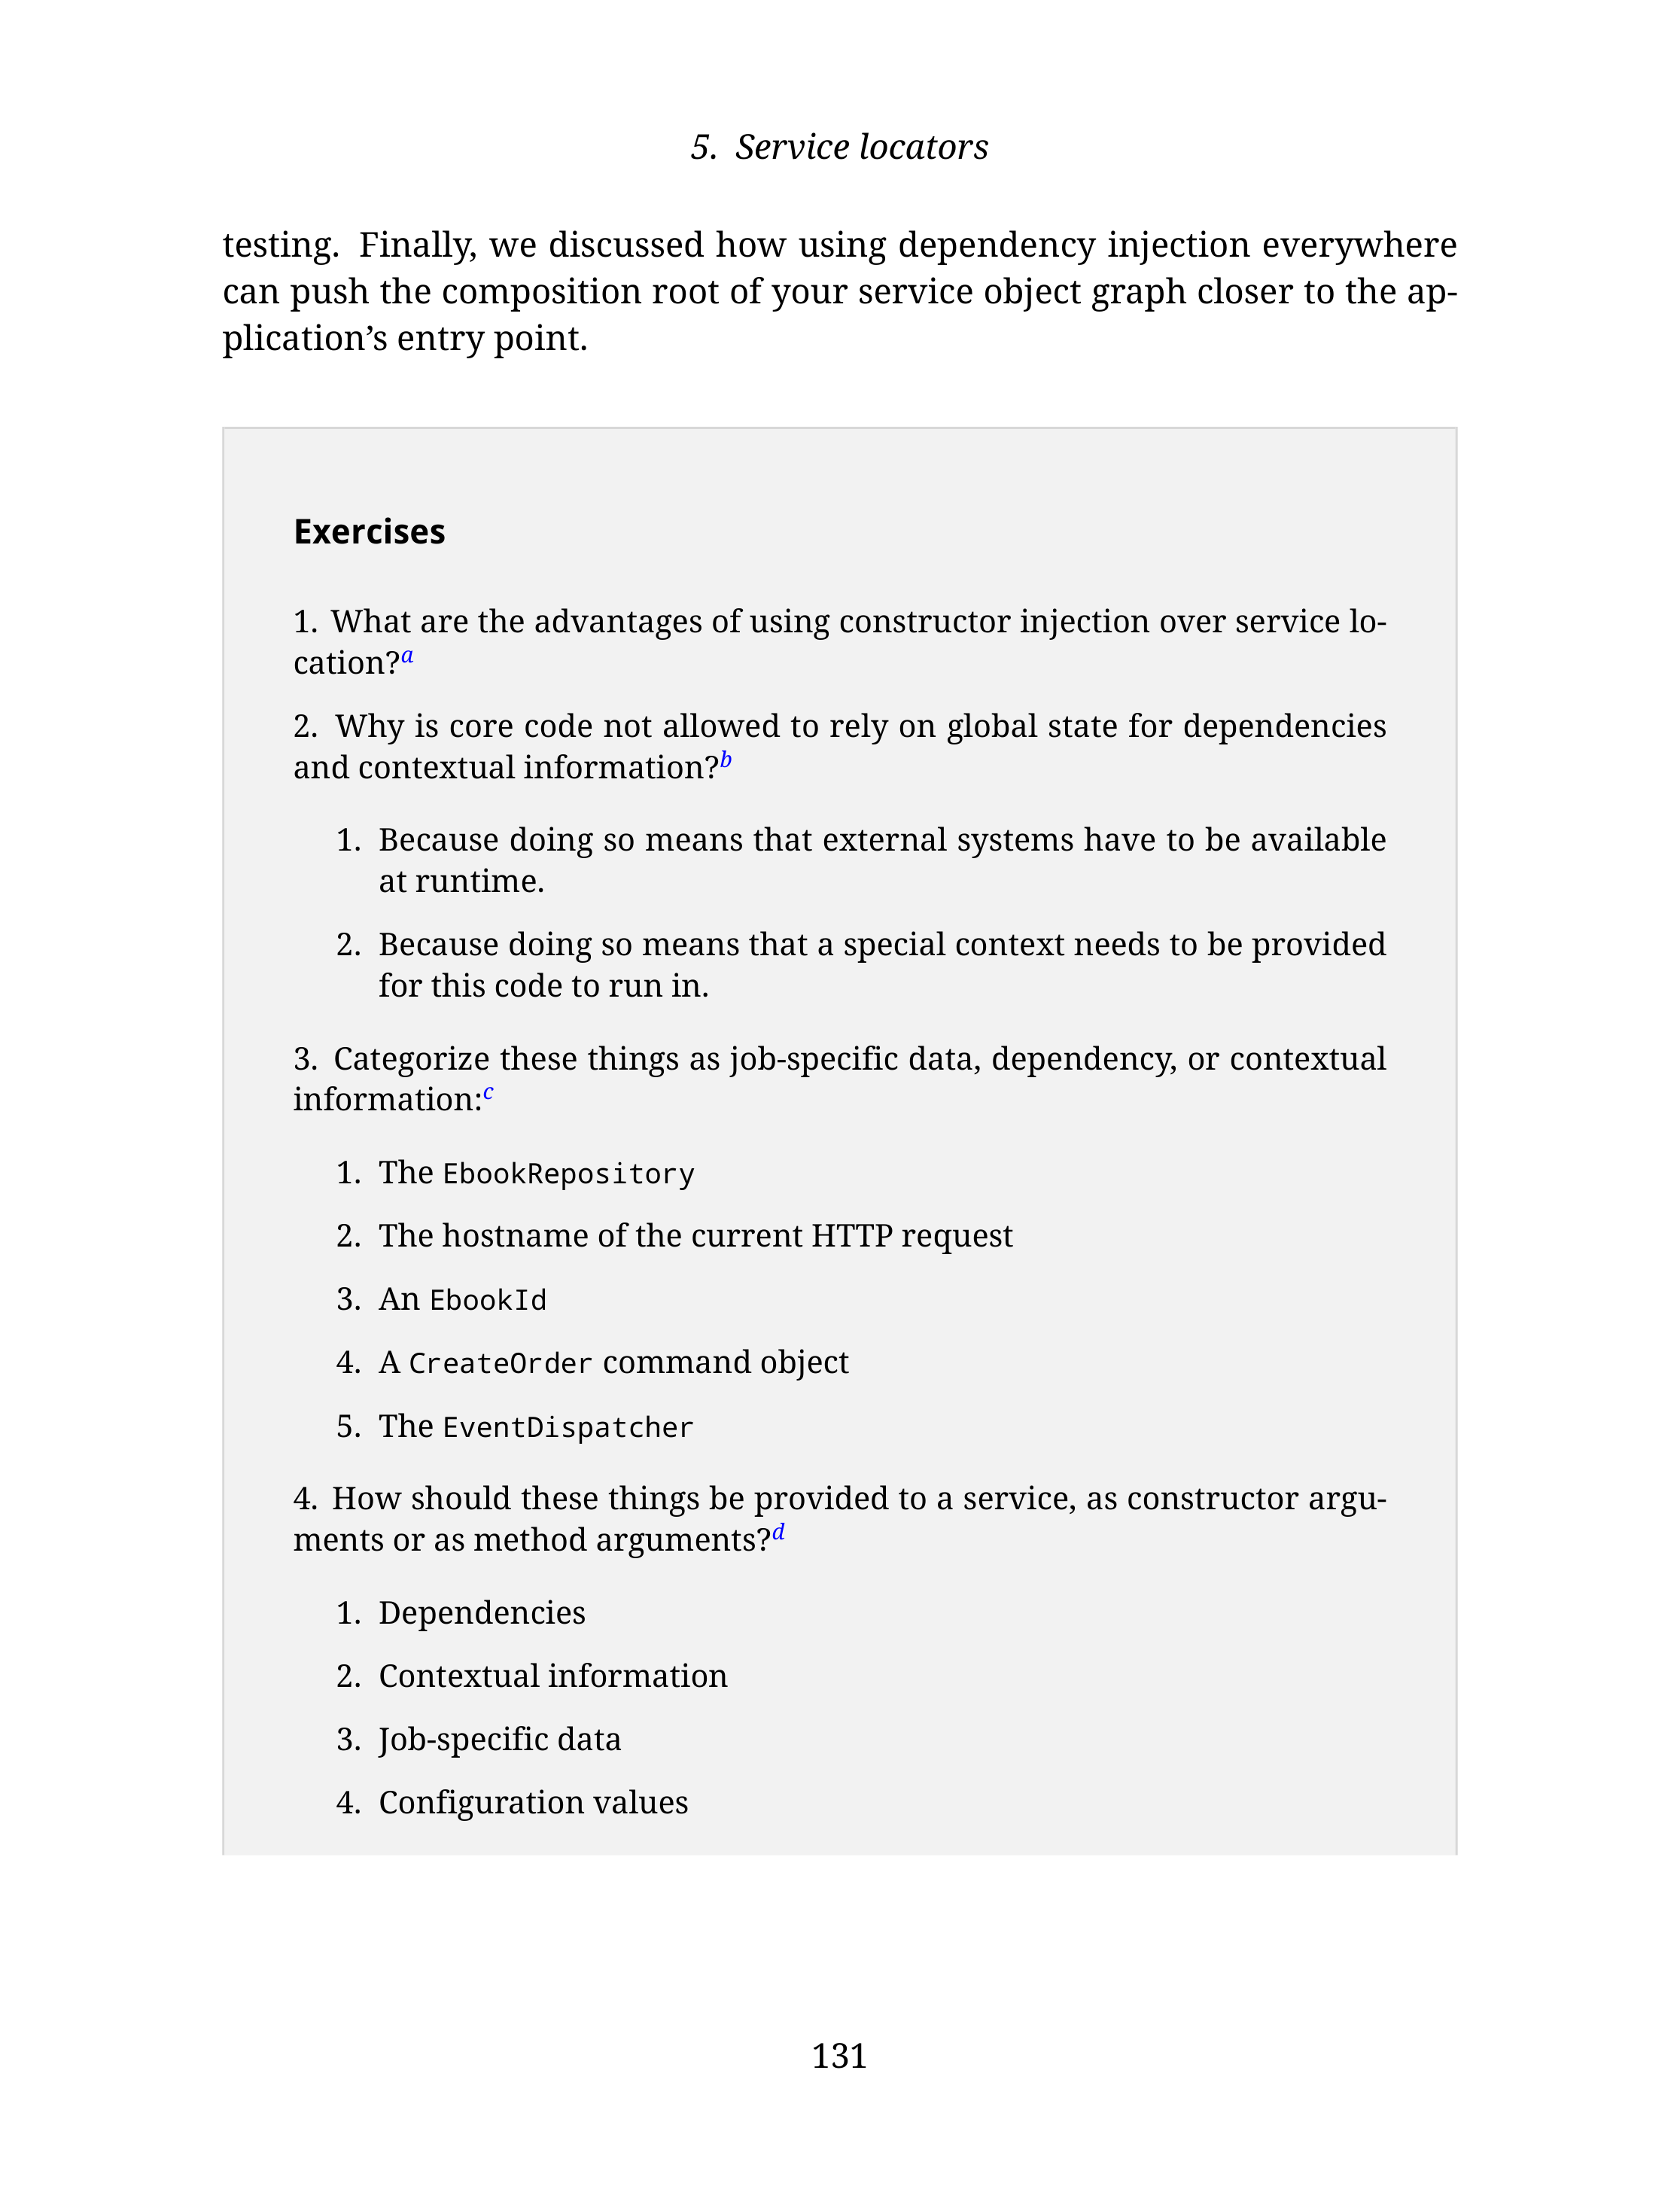 5. Service locators
testing. Finally, we discussed how using dependency injection everywhere
can push the composition root of your service object graph closer to the ap-
plication’s entry point.
Exercises
1. What are the advantages of using constructor injection over service lo-
cation?a
2. Why is core code not allowed to rely on global state for dependencies
and contextual information?b
1. Because doing so means that external systems have to be available
at runtime.
2. Because doing so means that a special context needs to be provided
for this code to run in.
3. Categorize these things as job-specific data, dependency, or contextual
information:c
1. The EbookRepository
2. The hostname of the current HTTP request
3. An EbookId
4. A CreateOrder command object
5. The EventDispatcher
4. How should these things be provided to a service, as constructor argu-
ments or as method arguments?d
1. Dependencies
2. Contextual information
3. Job-specific data
4. Configuration values
131